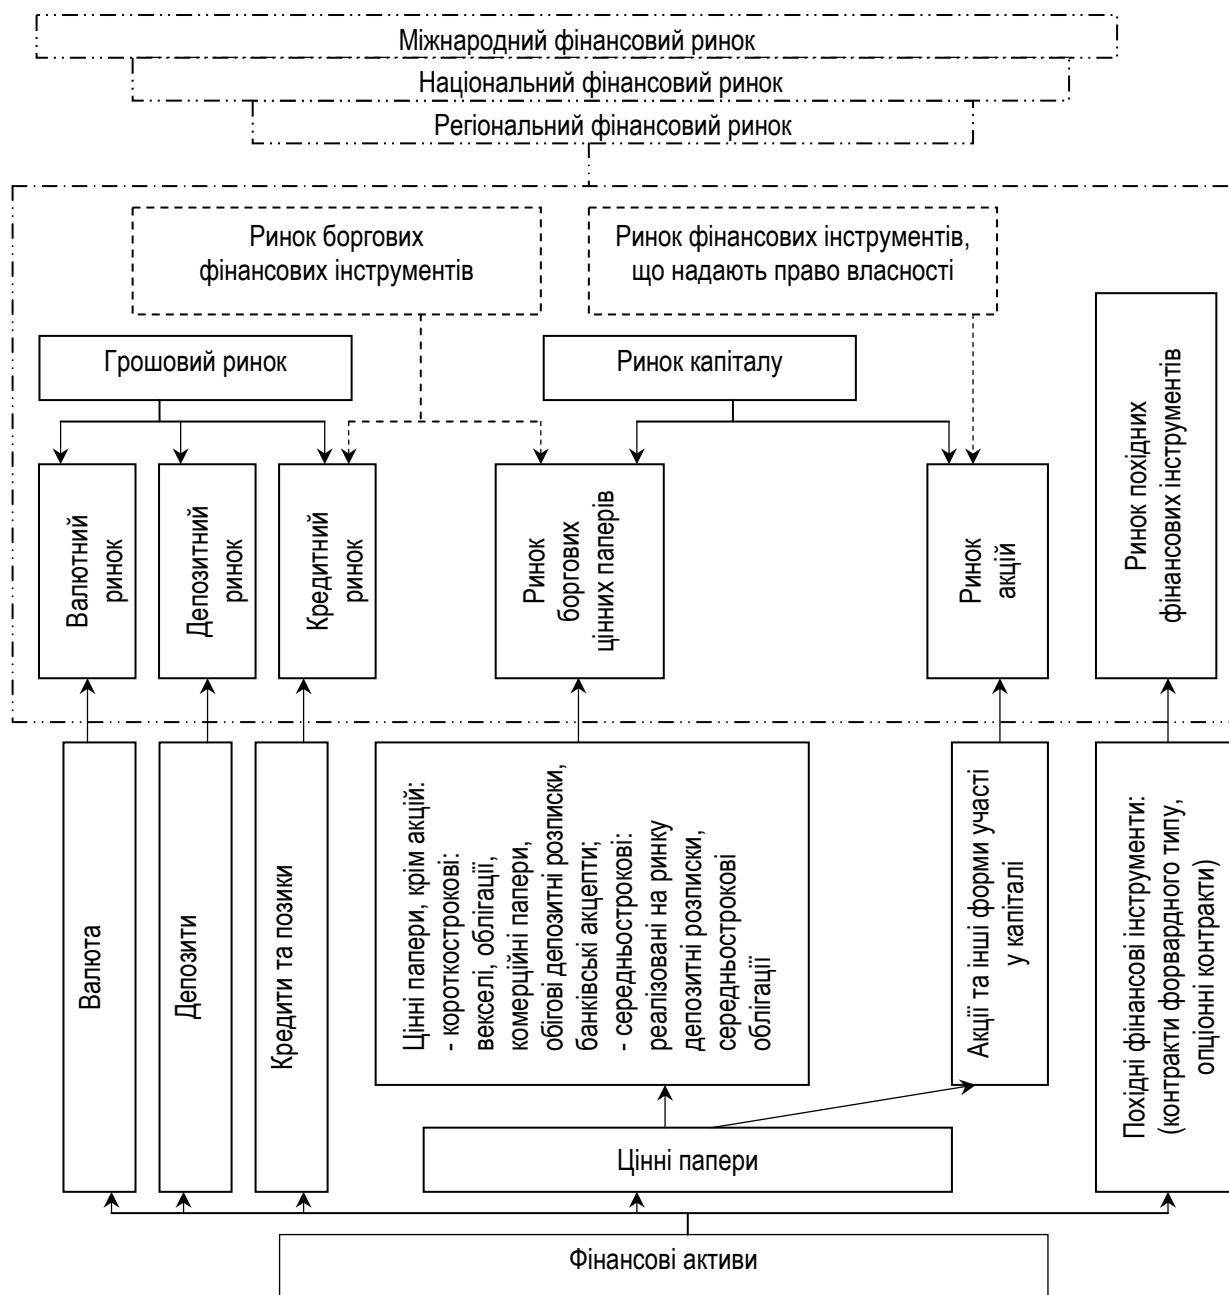 Міжнародний фінансовий ринок
Національний фінансовий ринок
Регіональний фінансовий ринок
Ринок боргових
фінансових інструментів
Ринок фінансових інструментів,
що надають право власності
Грошовий ринок
Ринок капіталу
Валютний
ринок
Депозитний
ринок
Кредитний
ринок
Ринок
боргових
цінних паперів
Ринок
акцій
Ринок похідних
фінансових інструментів
Валюта
Депозити
Кредити та позики
Цінні папери, крім акцій:
- короткострокові:
векселі, облігації,
комерційні папери,
обігові депозитні розписки,
банківські акцепти;
- середньострокові:
реалізовані на ринку
депозитні розписки,
середньострокові
облігації
Акції та інші форми участі
у капіталі
Похідні фінансові інструменти:
(контракти форвардного типу,
опціонні контракти)
Цінні папери
Фінансові активи